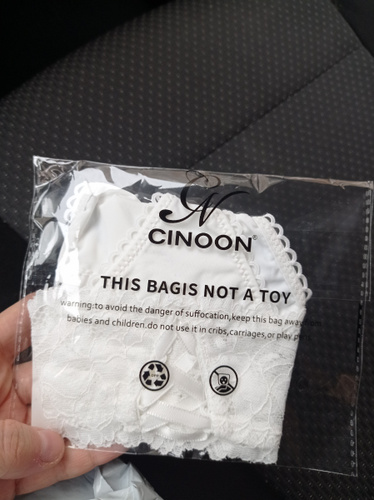 CN
CINOON®
THIS BAGIS NOT A TOY
warning:to avoid the danger of suffocation,keep this bag away
babies and children.do not use it in cribs,carriages,or play